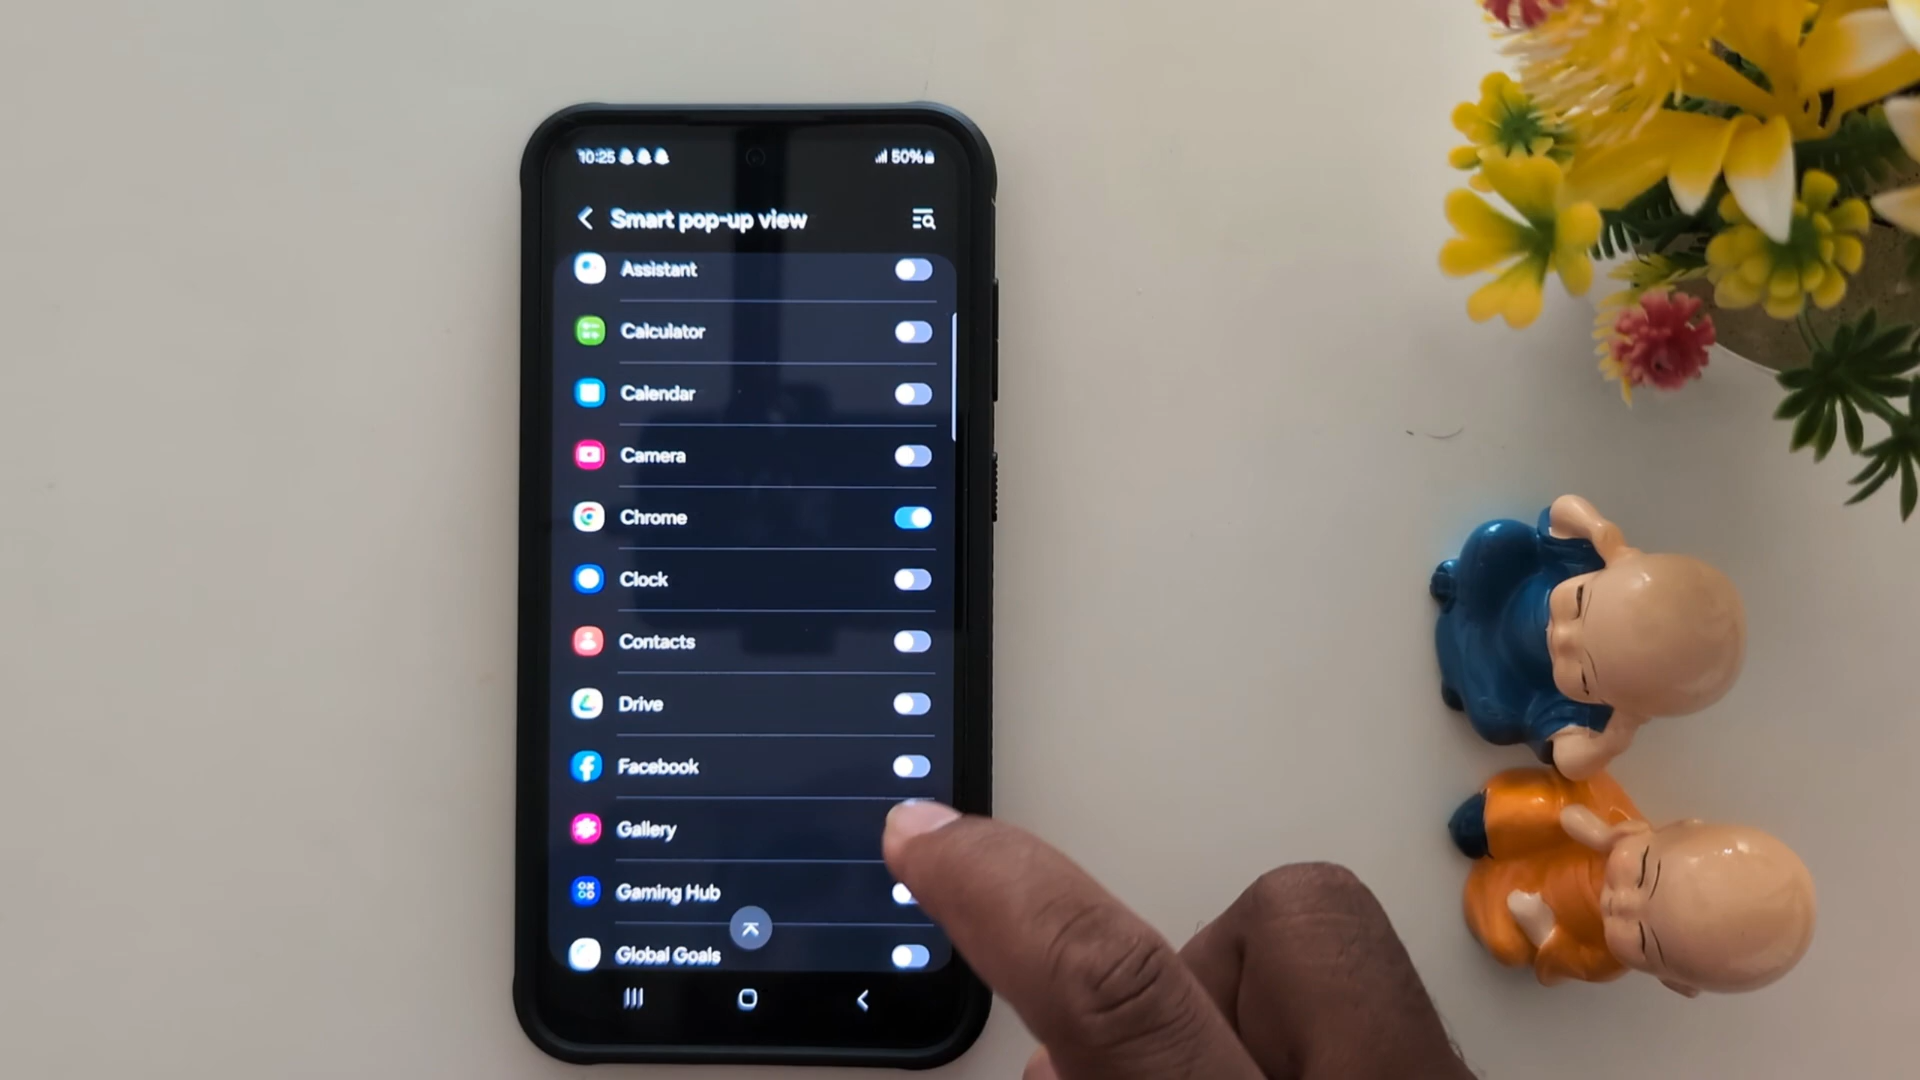 10:25 50%
Smart pop-up view
Assistant
Calculator
Calendar
Camera
Chrome
Clock
Contacts
Drive
Facebook
Gallery
Gaming Hub
Global Goals